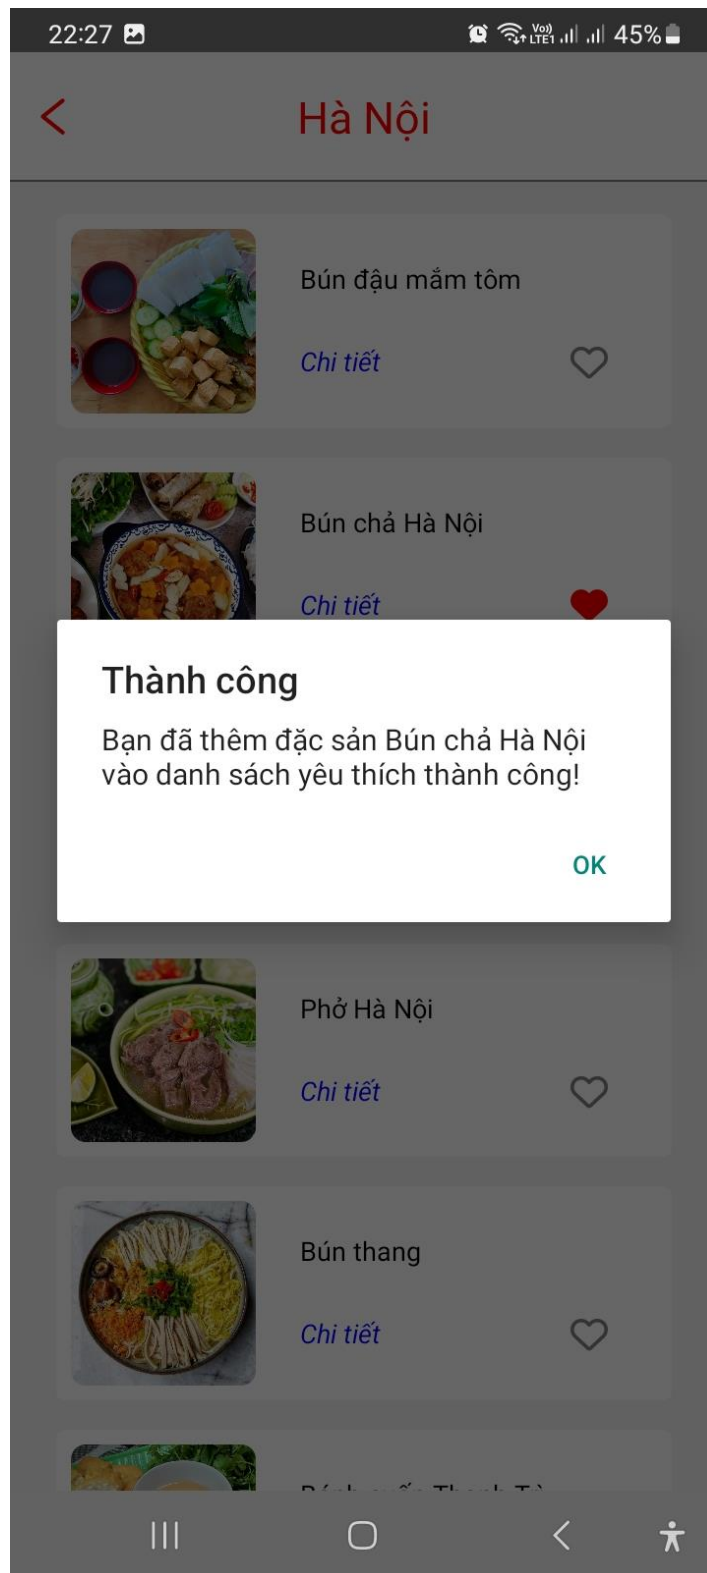 22:27
Vo))
LTE1
45%
Hà Nội
Bún đậu mắm tôm
Chi tiết
Bún chả Hà Nội
Chi tiết
Thành công
Bạn đã thêm đặc sản Bún chả Hà Nội
vào danh sách yêu thích thành công!
OK
Phở Hà Nội
Chi tiết
Bún thang
Chi tiết